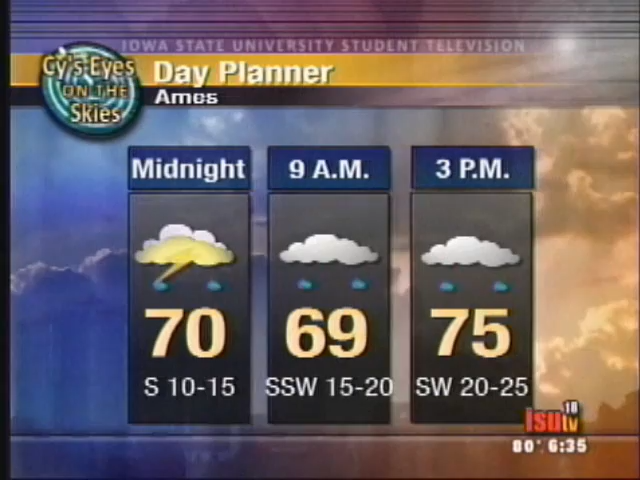 IOWA STATE UNIVERSITY STUDENT TELEVISION
Cy's Eyes
ON THE
Skies
Day Planner
Ames
Midnight 9 A.M. 3 P.M.
70 69 75
S 10-15 SSW 15-20 SW 20-25
isu 18
tv
80° 6:35